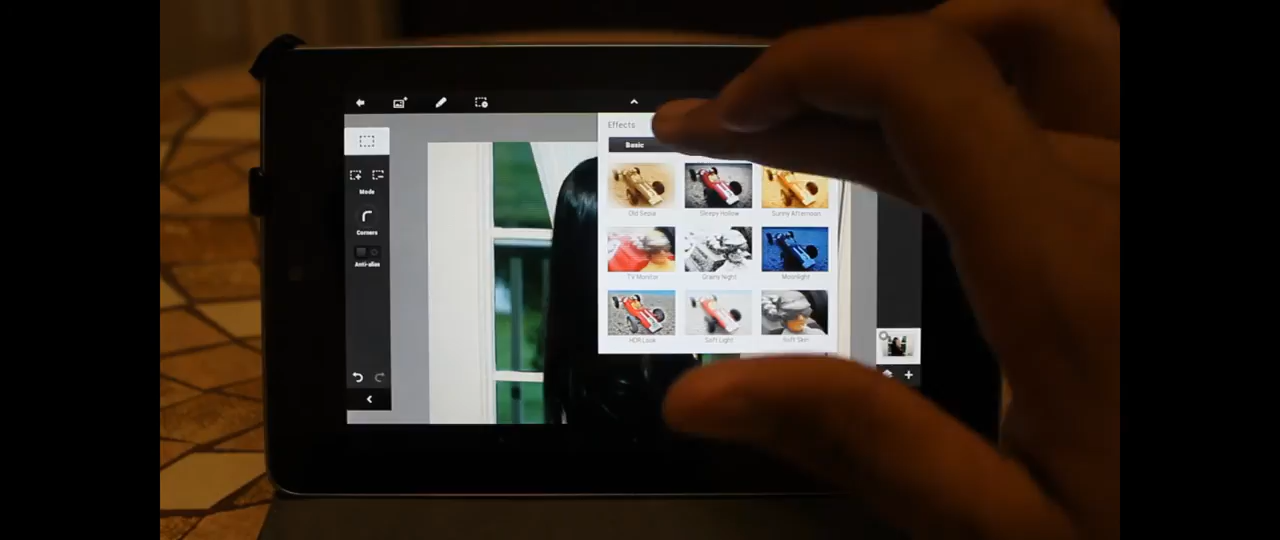 Effects
Basic
Old Sepia
Sleepy Hollow
Sunny Afternoon
TV Monitor
Grainy Night
Moonlight
HDR Look
Soft Light
Soft Skin
Mode
Corners
Anti-alias